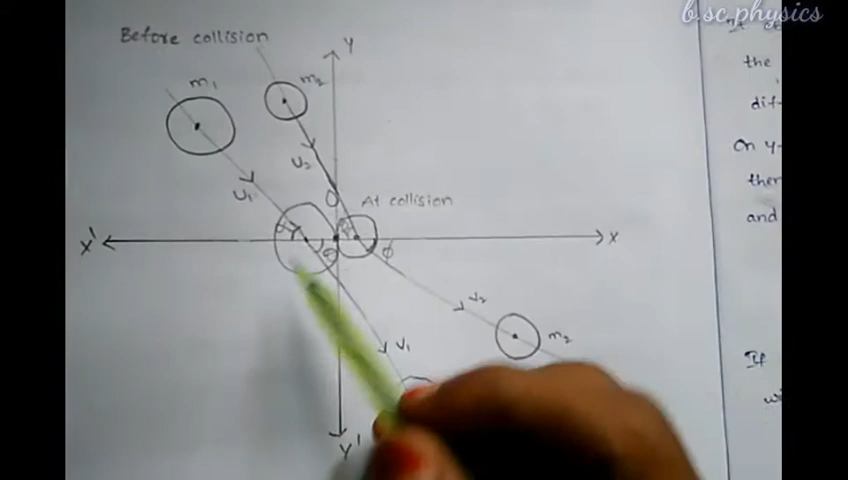 b.sc.physics
Before collision
Y
m₁
m₂
the
dif-
U₂
on y-
U₁
ther
At collision
and
α
β
X'
X
θ
φ
v₂
m₂
v₁
If
Y'